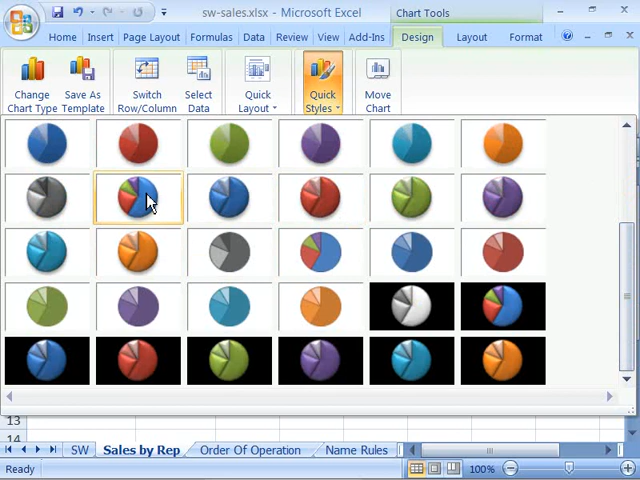 sw-sales.xlsx - Microsoft Excel
Chart Tools
Home Insert Page Layout Formulas Data Review View Add-Ins Design Layout Format
Change Chart Type
Save As Template
Switch Row/Column
Select Data
Quick Layout
Quick Styles
Move Chart
13
14
SW Sales by Rep Order Of Operation Name Rules
Ready 100%